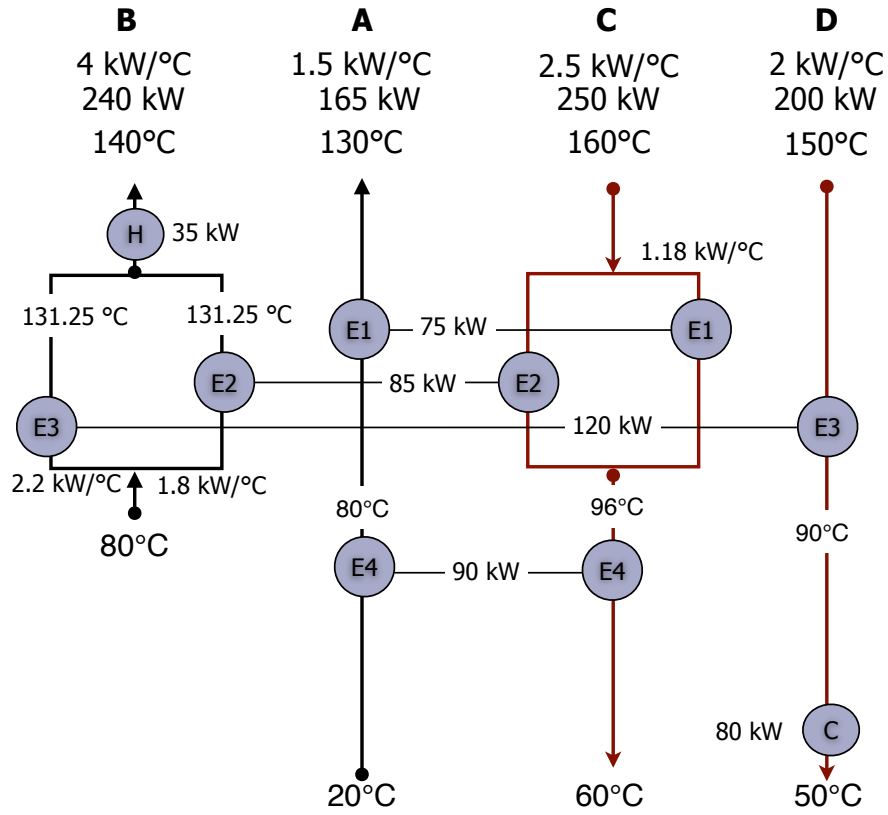 B A C D
4 kW/°C 1.5 kW/°C 2.5 kW/°C 2 kW/°C
240 kW 165 kW 250 kW 200 kW
140°C 130°C 160°C 150°C
H 35 kW
1.18 kW/°C
131.25 °C 131.25 °C
E1 75 kW E1
E2 85 kW E2
E3 120 kW E3
2.2 kW/°C 1.8 kW/°C
80°C 96°C
90°C
80°C
E4 90 kW E4
80 kW C
20°C 60°C 50°C